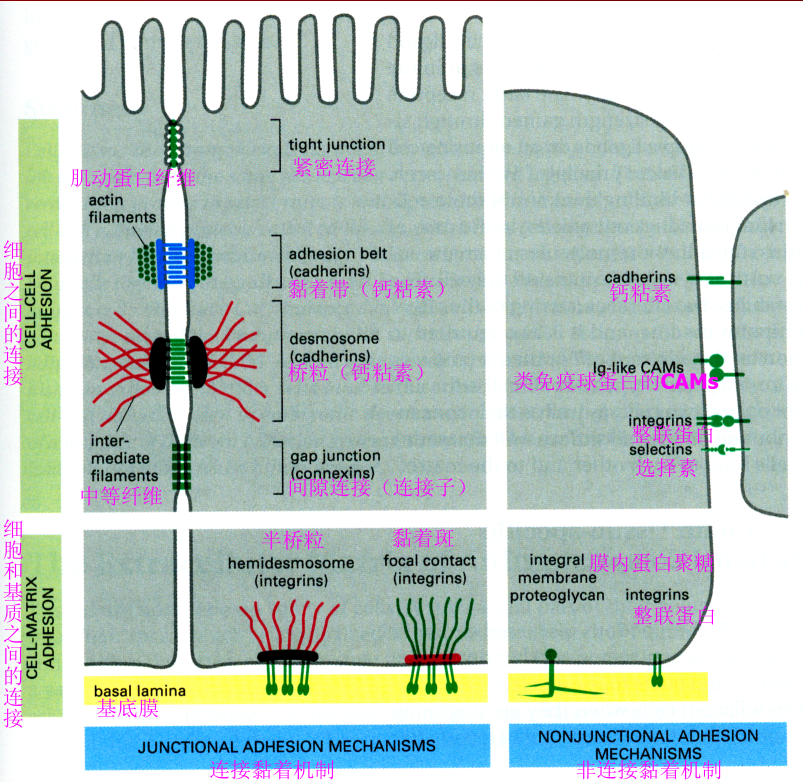 细胞之间的连接
CELL-CELL
ADHESION
tight junction
紧密连接
肌动蛋白纤维
actin
filaments
adhesion belt
(cadherins)
黏着带（钙粘素）
desmosome
(cadherins)
桥粒（钙粘素）
inter-
mediate
filaments
中等纤维
gap junction
(connexins)
间隙连接（连接子）
cadherins
钙粘素
Ig-like CAMs
类免疫球蛋白的CAMs
integrins
整联蛋白
selectins
选择素
细胞和基质之间的连接
CELL-MATRIX
ADHESION
半桥粒
hemidesmosome
(integrins)
黏着斑
focal contact
(integrins)
integral
membrane
proteoglycan
膜内蛋白聚糖
integrins
整联蛋白
basal lamina
基底膜
JUNCTIONAL ADHESION MECHANISMS
连接黏着机制
NONJUNCTIONAL ADHESION
MECHANISMS
非连接黏着机制